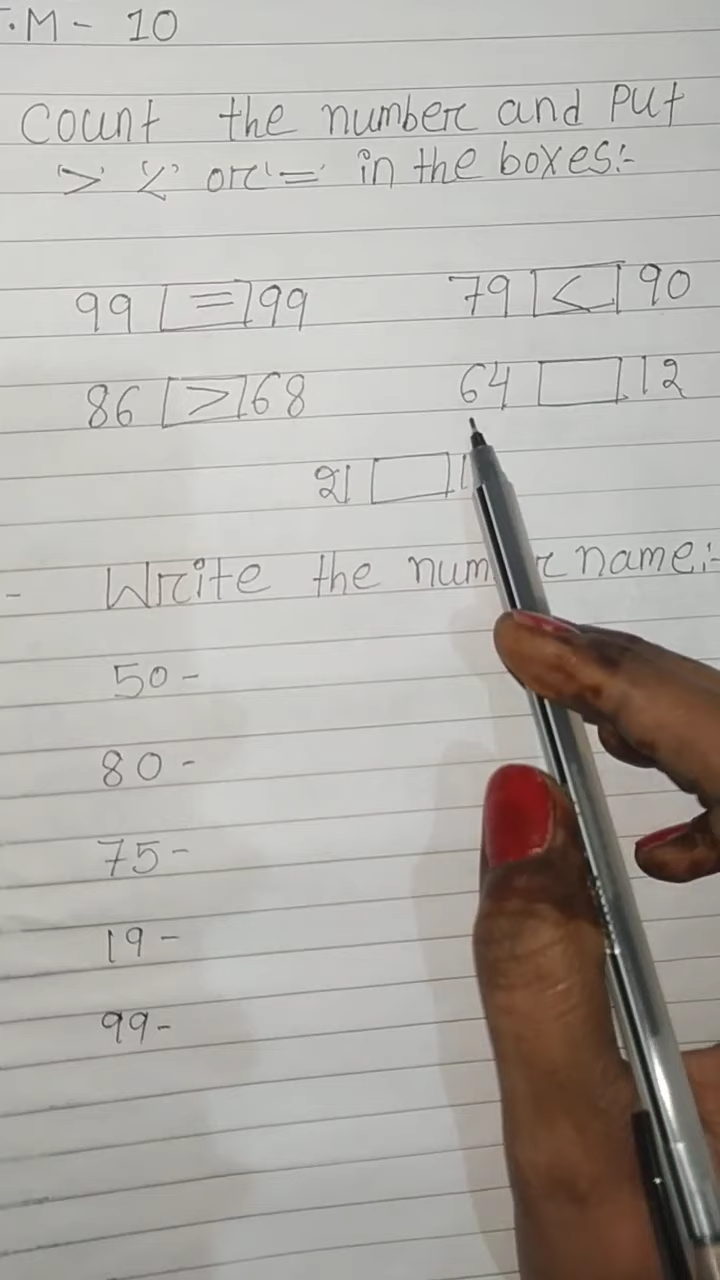 F.M - 10
Count the number and put
'>' '<' or '=' in the boxes:-
99 = 99 79 < 90
86 > 68 64 12
21
- Write the name:-
50 -
80 -
75 -
19 -
99 -